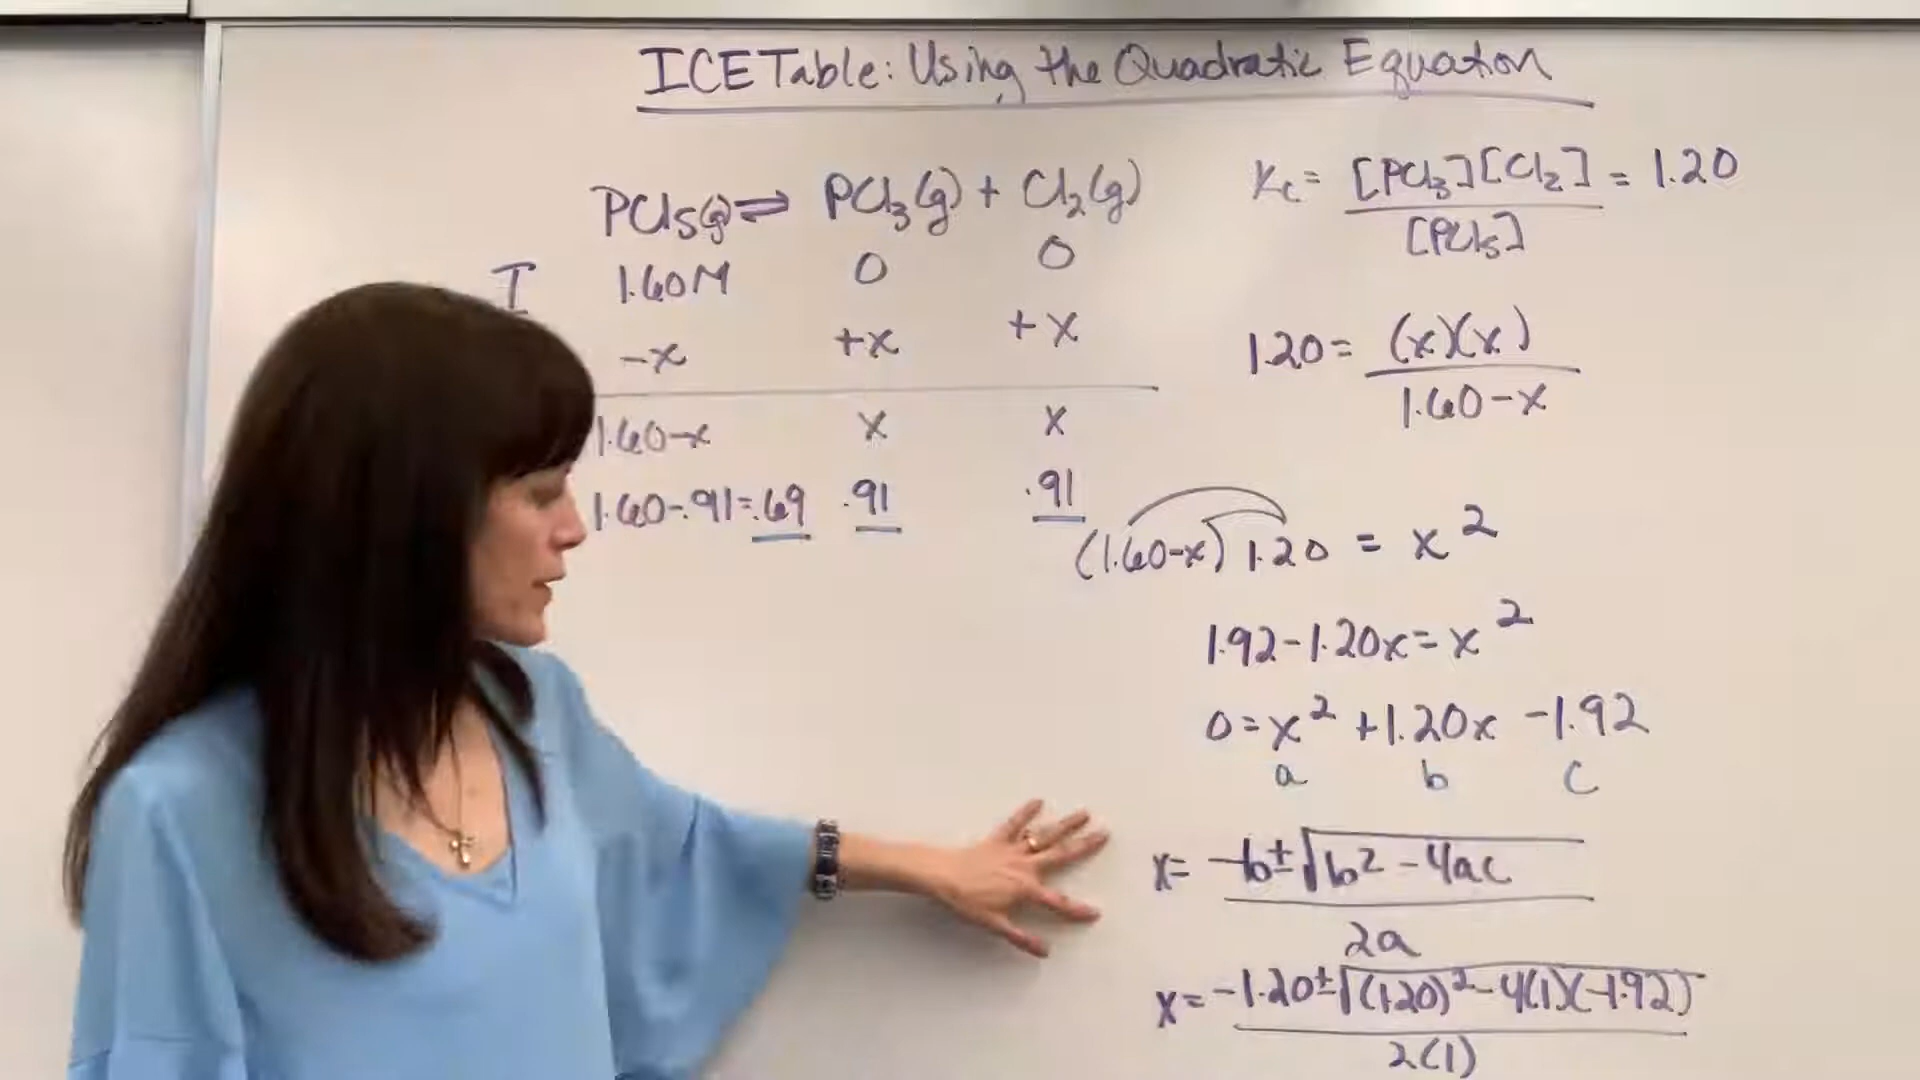 ICE Table: Using the Quadratic Equation
PCl5(g) ⇌ PCl3(g) + Cl2(g)
I 1.60M 0 0
-x +x +x
1.60-x x x
1.60-.91=.69 .91 .91
Kc = [PCl3][Cl2] / [PCl5] = 1.20
1.20 = (x)(x) / 1.60-x
(1.60-x) 1.20 = x²
1.92-1.20x = x²
0 = x² +1.20x -1.92
a b c
x = -b ± √b² - 4ac / 2a
x = -1.20 ± √(1.20)² - 4(1)(-1.92) / 2(1)